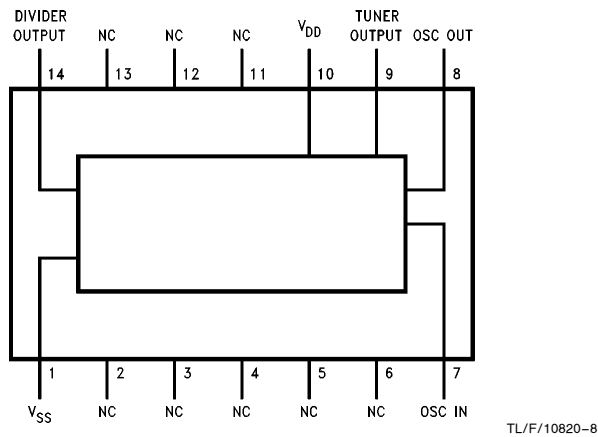 DIVIDER OUTPUT NC NC NC VDD TUNER OUTPUT OSC OUT
14 13 12 11 10 9 8
1 2 3 4 5 6 7
VSS NC NC NC NC NC OSC IN
TL/F/10820-8